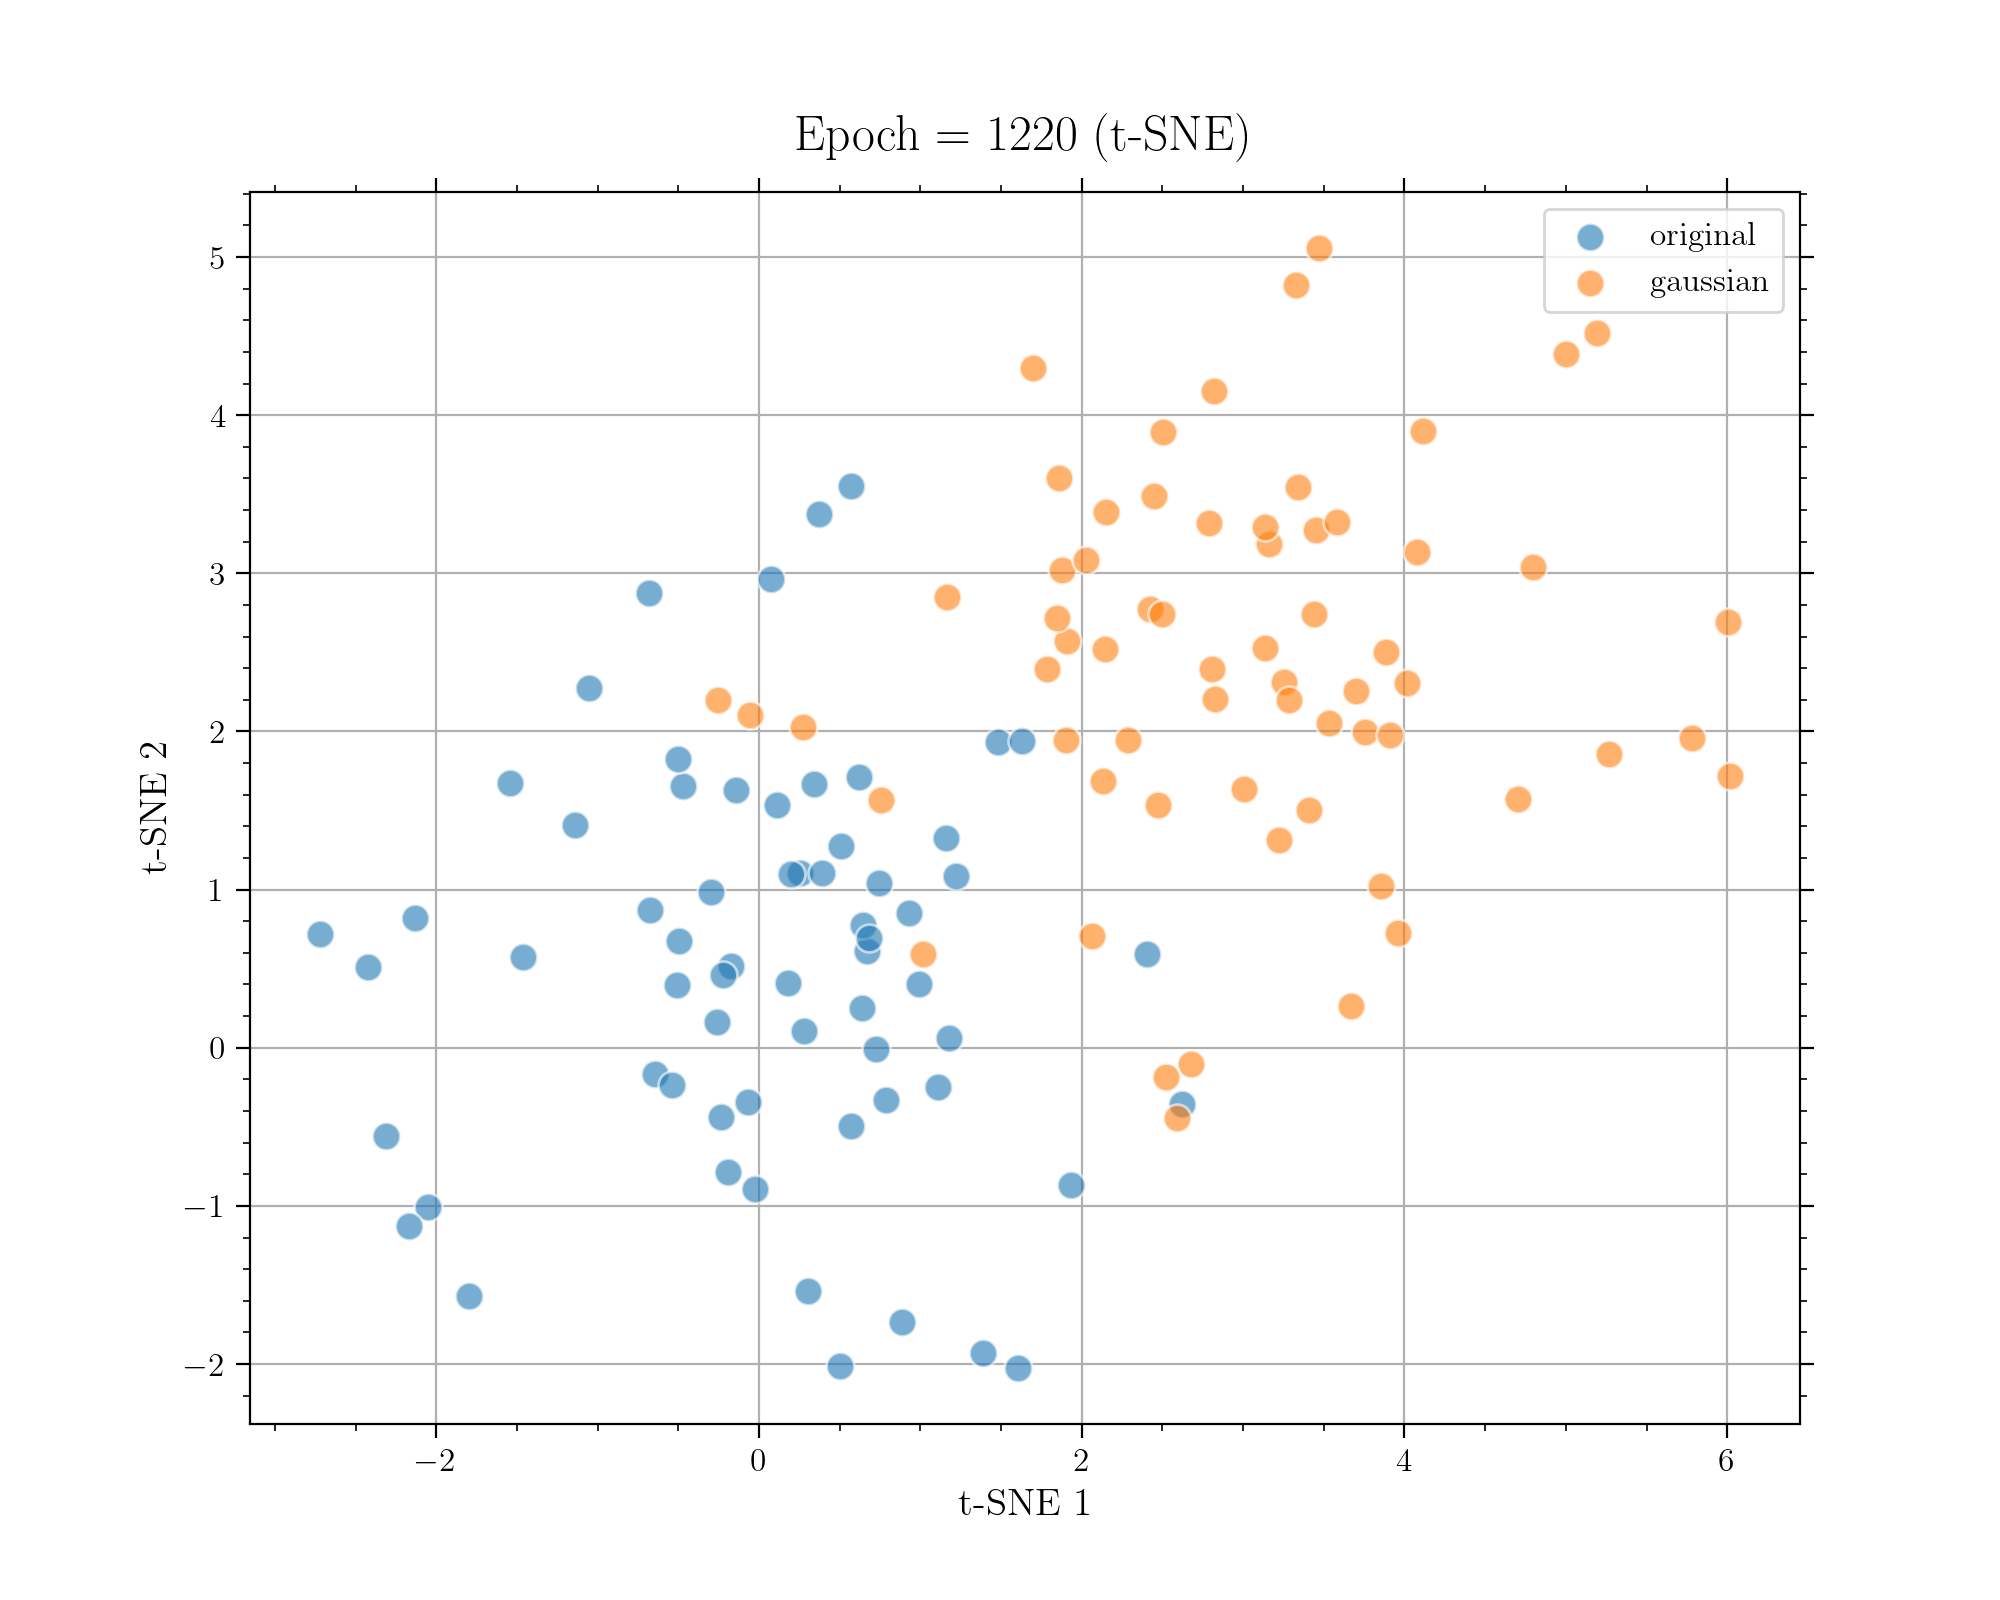 Epoch = 1220 (t-SNE)
original
gaussian
5
4
3
2
1
0
−1
−2
t-SNE 2
−2 0 2 4 6
t-SNE 1